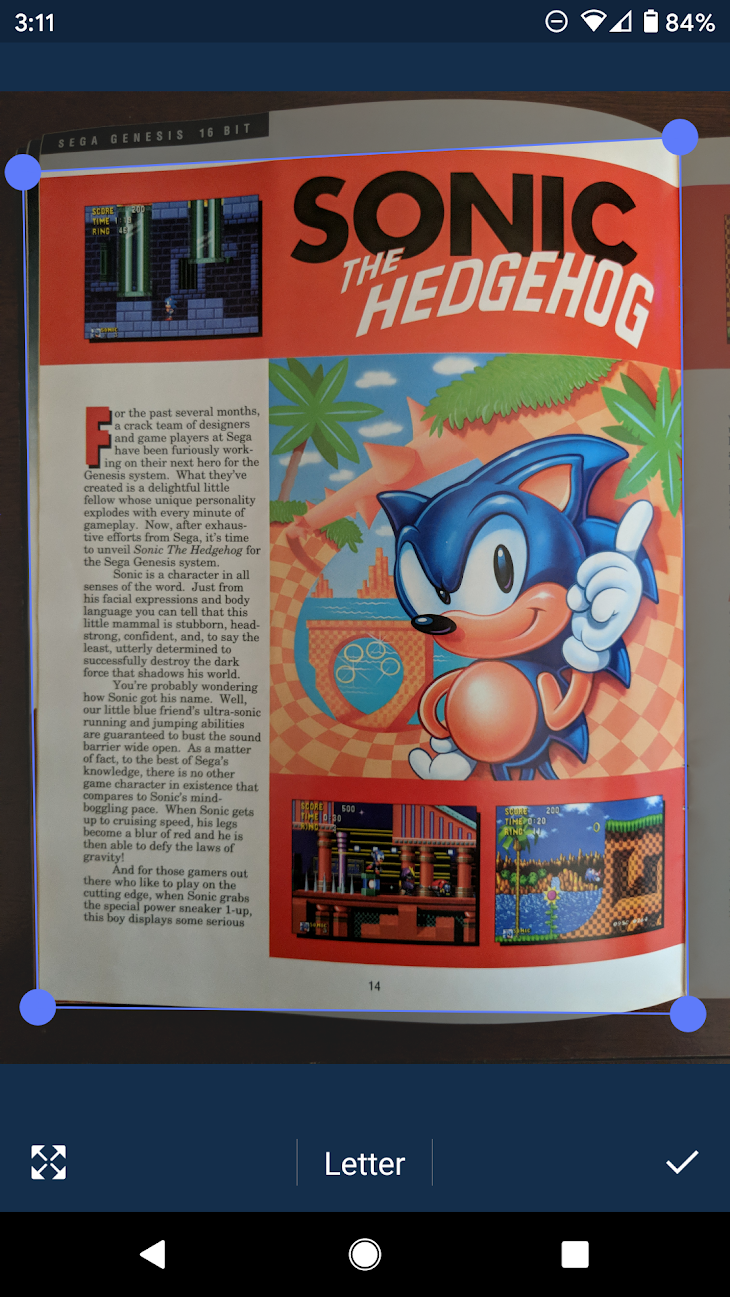 3:11
84%
SEGA GENESIS 16 BIT
SCORE 200
TIME
RING
SONIC
THE
HEDGEHOG
For the past several months,
a crack team of designers
and game players at Sega
have been furiously work-
ing on their next hero for the
Genesis system. What they've
created is a delightful little
fellow whose unique personality
explodes with every minute of
gameplay. Now, after exhaus-
tive efforts from Sega, it's time
to unveil Sonic The Hedgehog for
the Sega Genesis system.
Sonic is a character in all
senses of the word. Just from
his facial expressions and body
language you can tell that this
little mammal is stubborn, head-
strong, confident, and, to say the
least, utterly determined to
successfully destroy the dark
force that shadows his world.
You're probably wondering
how Sonic got his name. Well,
our little blue friend's ultra-sonic
running and jumping abilities
are guaranteed to bust the sound
barrier wide open. As a matter
of fact, to the best of Sega's
knowledge, there is no other
game character in existence that
compares to Sonic's mind-
boggling pace. When Sonic gets
up to cruising speed, his legs
become a blur of red and he is
then able to defy the laws of
gravity!
And for those gamers out
there who like to play on the
cutting edge, when Sonic grabs
the special power sneaker 1-up,
this boy displays some serious
SCORE 500
TIME 0:30
RING
SCORE 200
TIME 0:20
RING
14
Letter